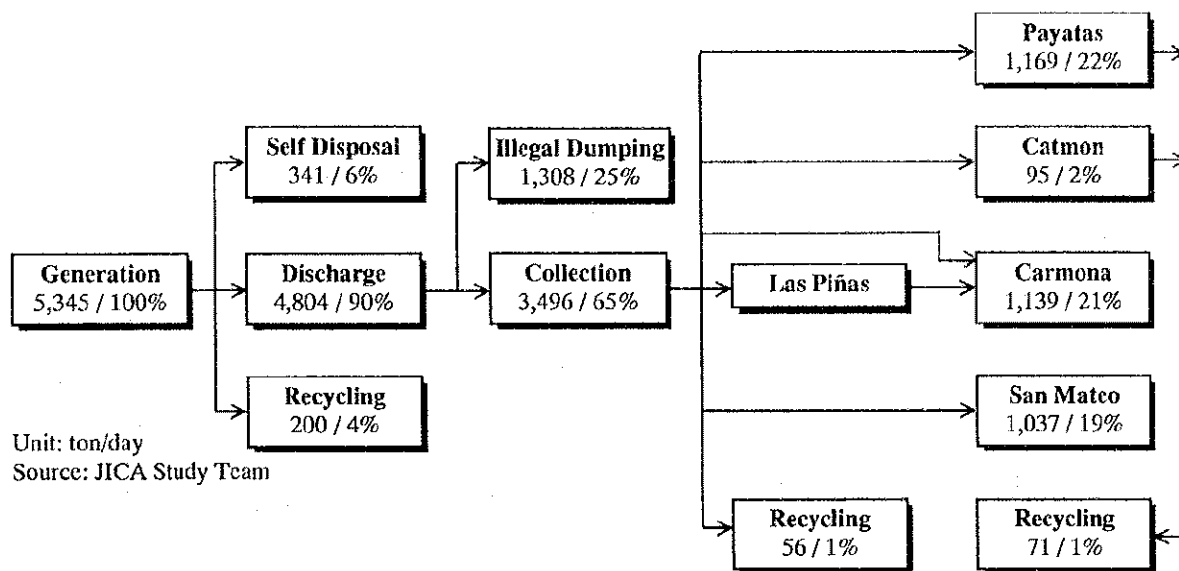 Payatas
1,169 / 22%
Self Disposal
341 / 6%
Illegal Dumping
1,308 / 25%
Catmon
95 / 2%
Generation
5,345 / 100%
Discharge
4,804 / 90%
Collection
3,496 / 65%
Las Piñas
Carmona
1,139 / 21%
Recycling
200 / 4%
San Mateo
1,037 / 19%
Unit: ton/day
Source: JICA Study Team
Recycling
56 / 1%
Recycling
71 / 1%